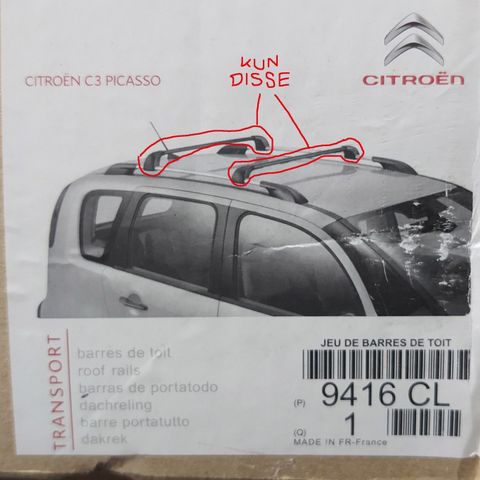 KUN
DISSE
CITROËN C3 PICASSO
CITROËN
TRANSPORT
barres de toit
roof rails
barras de portatodo
dachreling
barre portatutto
dakrek
JEU DE BARRES DE TOIT
(P) 9416 CL
(Q) 1
MADE IN FR-France